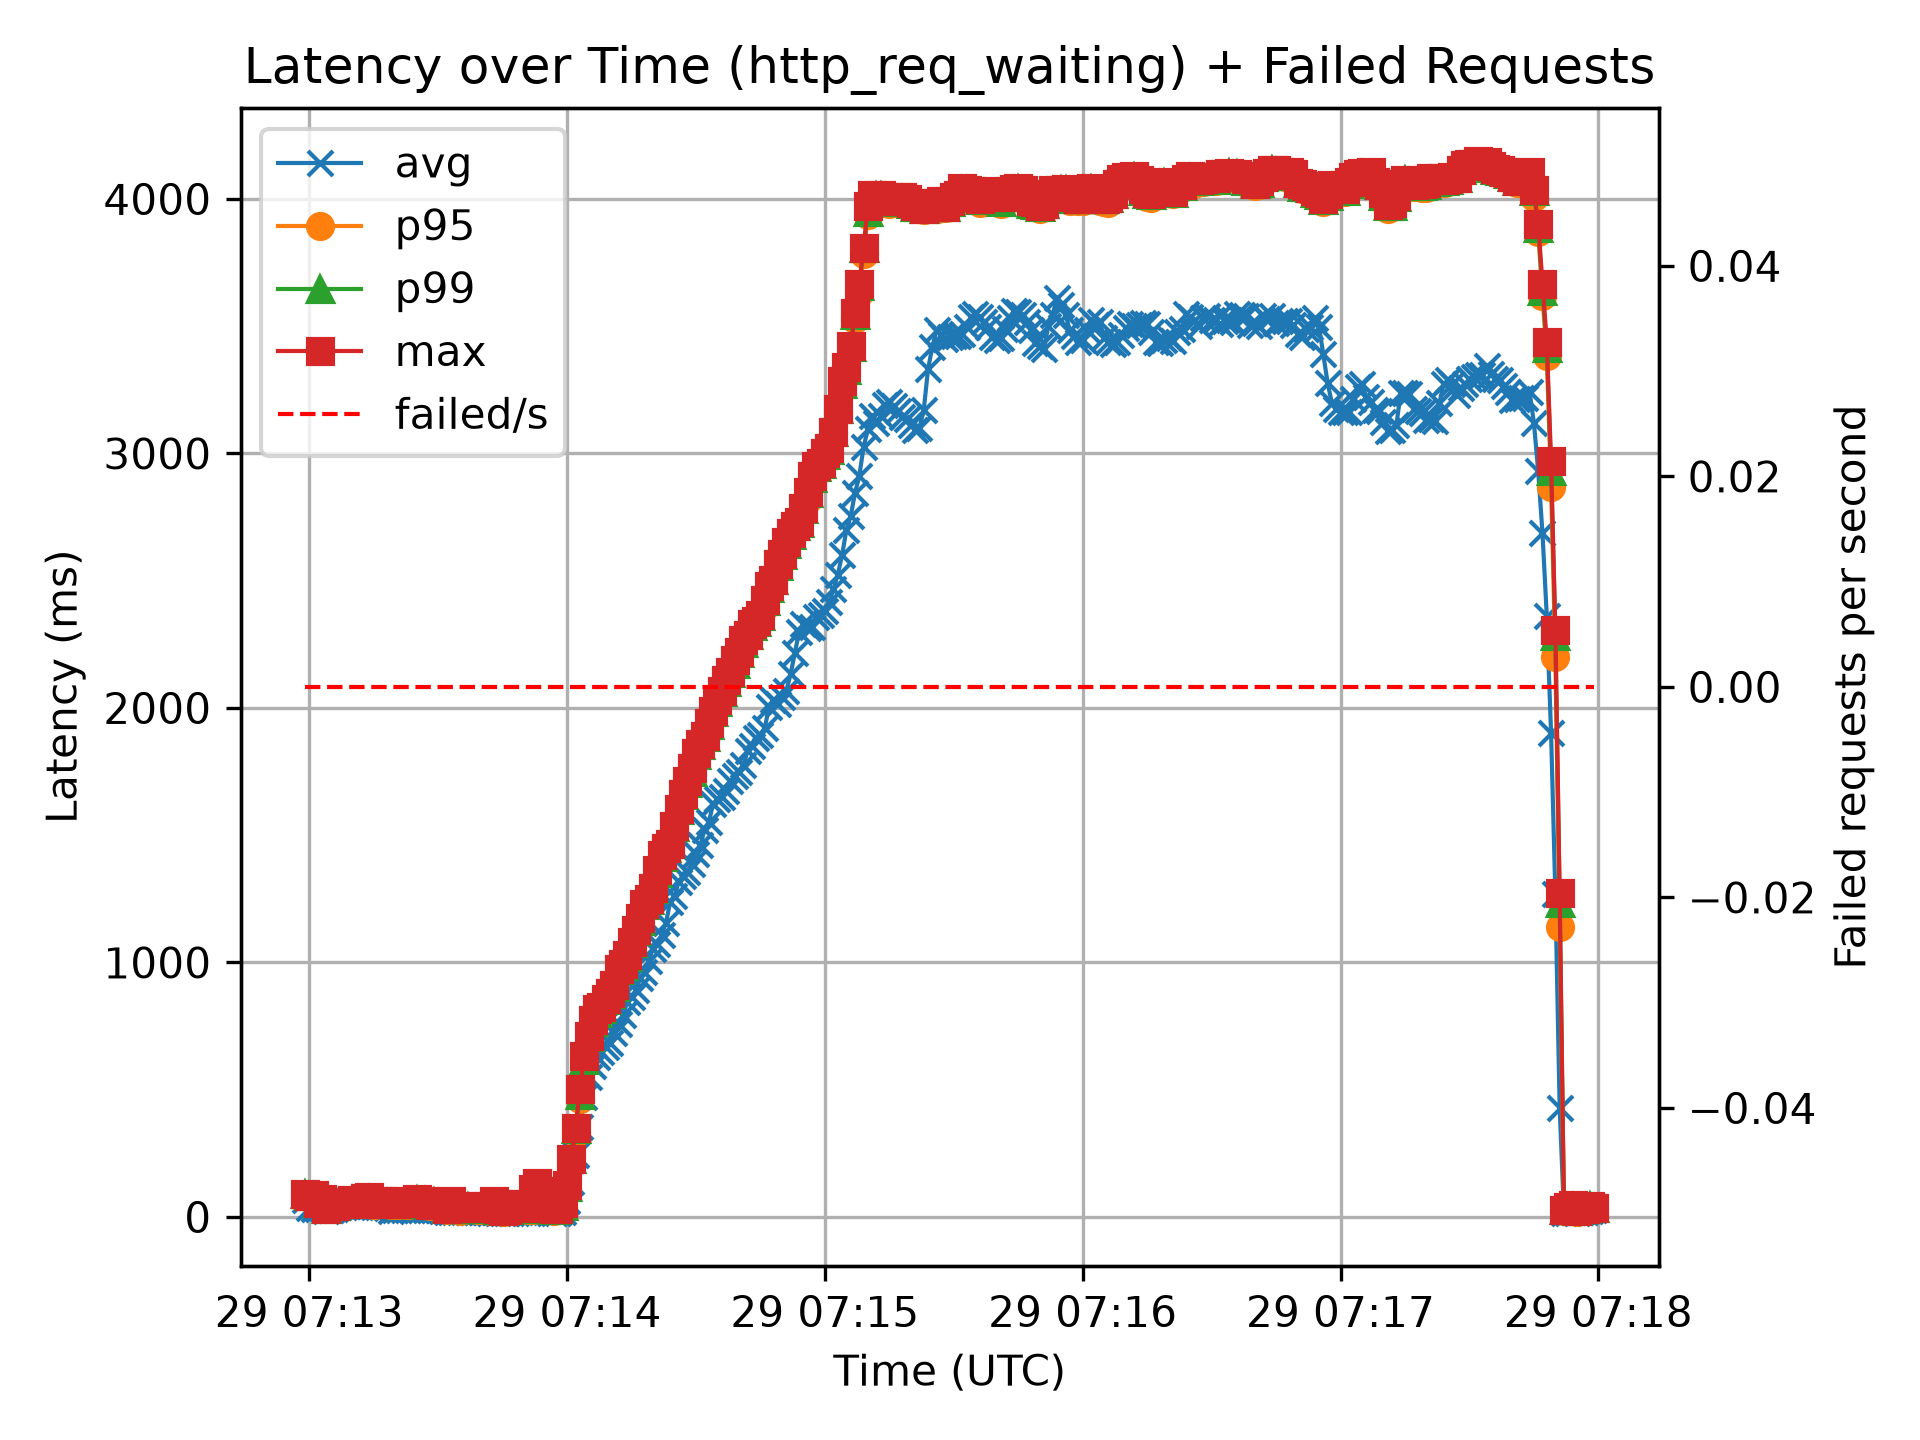 Latency over Time (http_req_waiting) + Failed Requests
avg
p95
p99
max
failed/s
4000
3000
2000
1000
0
Latency (ms)
0.04
0.02
0.00
−0.02
−0.04
Failed requests per second
29 07:13
29 07:14
29 07:15
29 07:16
29 07:17
29 07:18
Time (UTC)